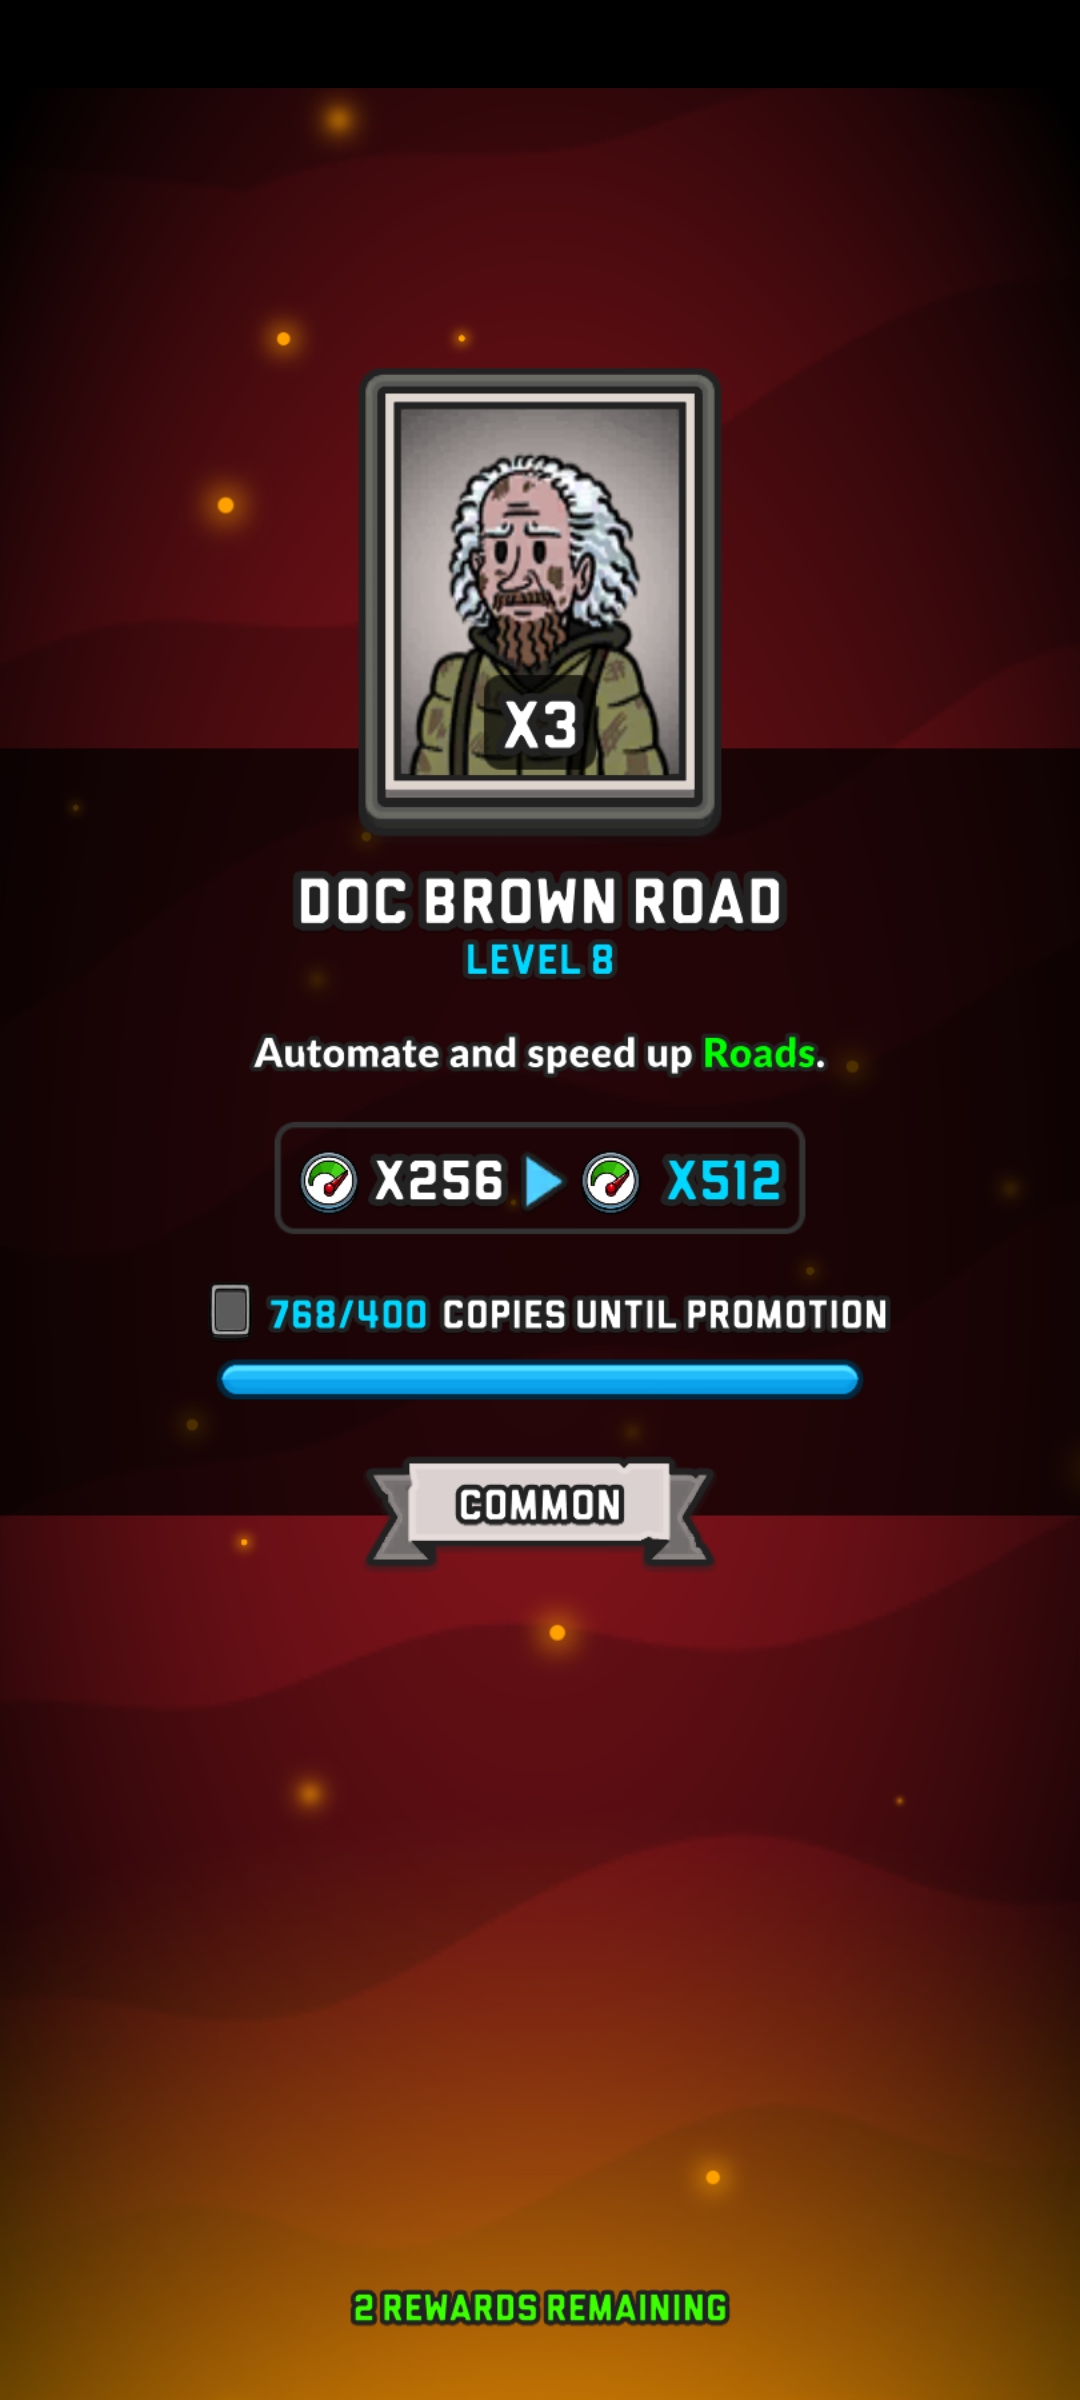 X3
DOC BROWN ROAD
LEVEL 8
Automate and speed up Roads.
X256 X512
768/400 COPIES UNTIL PROMOTION
COMMON
2 REWARDS REMAINING